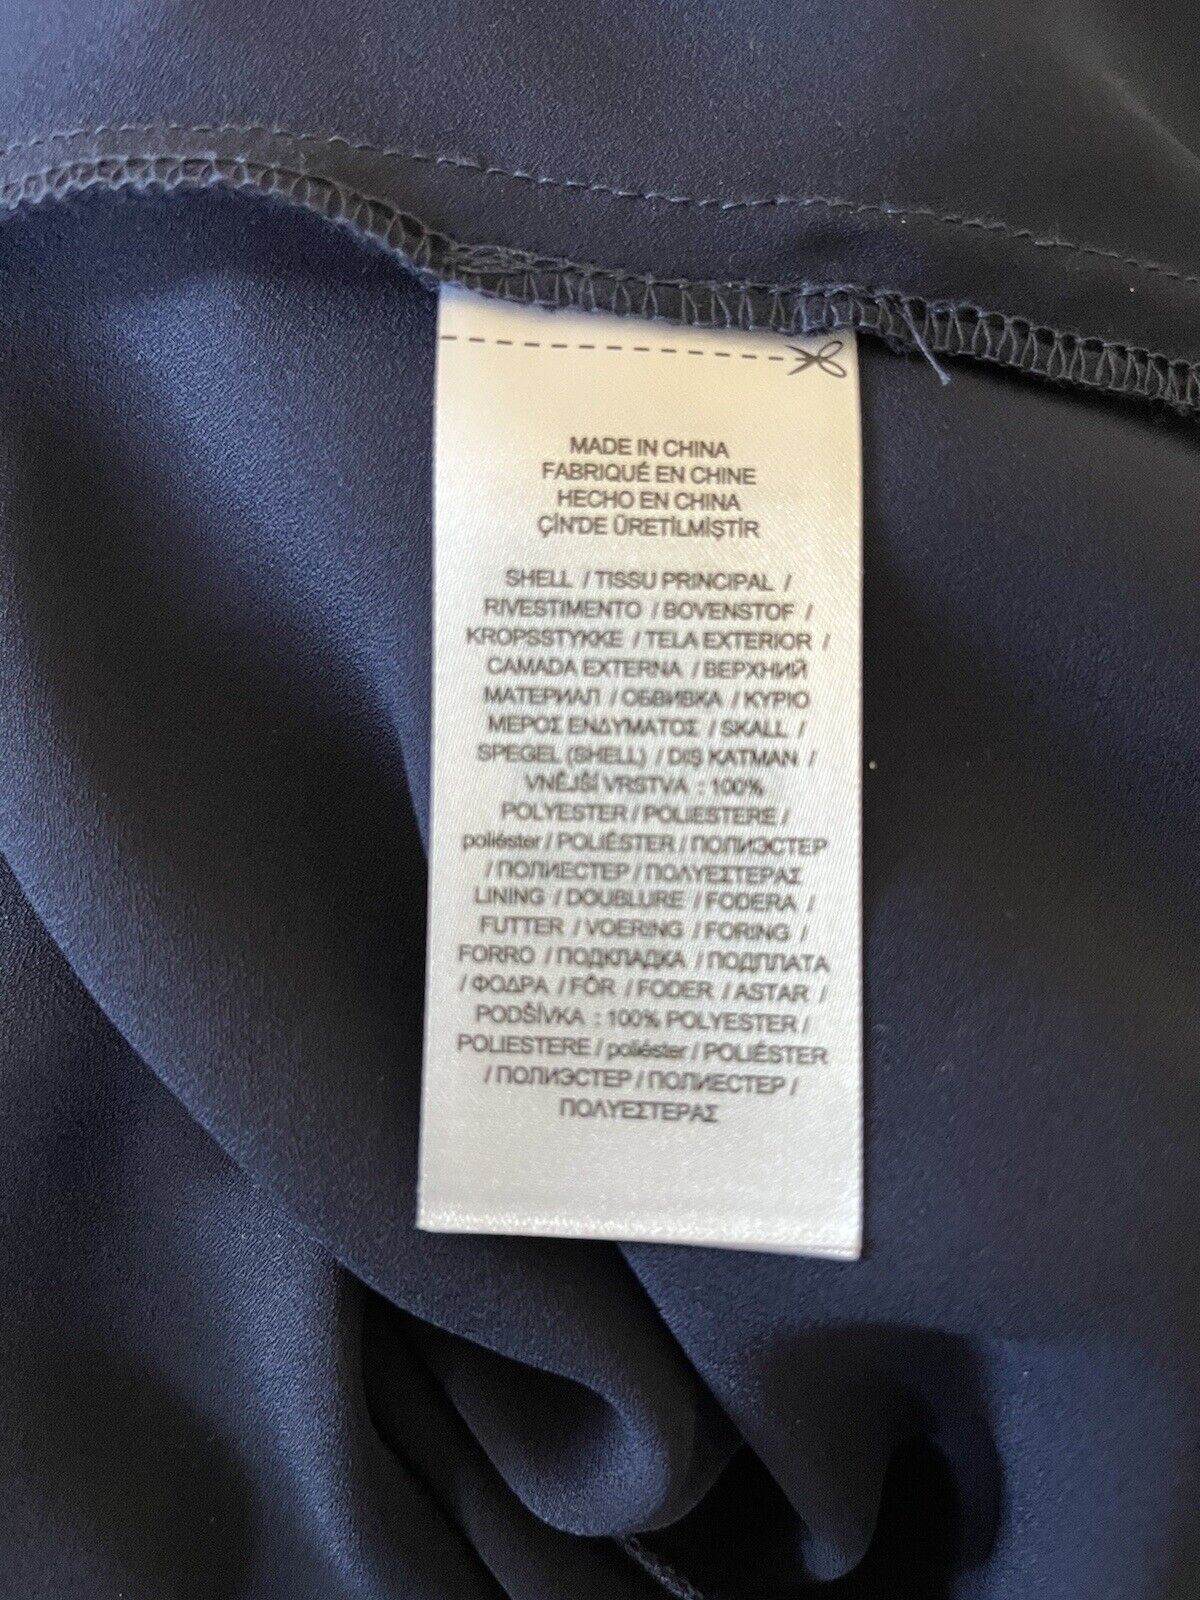 MADE IN CHINA
FABRIQUÉ EN CHINE
HECHO EN CHINA
ÇİN'DE ÜRETİLMİŞTİR
SHELL / TISSU PRINCIPAL /
RIVESTIMENTO / BOVENSTOF /
KROPSSTYKKE / TELA EXTERIOR /
CAMADA EXTERNA / ВЕРХНИЙ
МАТЕРИАЛ / ОБВИВКА / ΚΥΡΙΟ
ΜΕΡΟΣ ΕΝΔΥΜΑΤΟΣ / SKALL /
SPEGEL (SHELL) / DIŞ KATMAN /
VNĚJŠÍ VRSTVA : 100%
POLYESTER / POLIESTERE /
poliéster / POLIÉSTER / ПОЛИЭСТЕР
/ ПОЛИЕСТЕР / ΠΟΛΥΕΣΤΕΡΑΣ
LINING / DOUBLURE / FODERA /
FUTTER / VOERING / FORING /
FORRO / ПОДКЛАДКА / ПОДПЛАТА
/ ΦΟΔΡΑ / FÔR / FODER / ASTAR /
PODŠÍVKA : 100% POLYESTER /
POLIESTERE / poliéster / POLIÉSTER
/ ПОЛИЭСТЕР / ПОЛИЕСТЕР /
ΠΟΛΥΕΣΤΕΡΑΣ